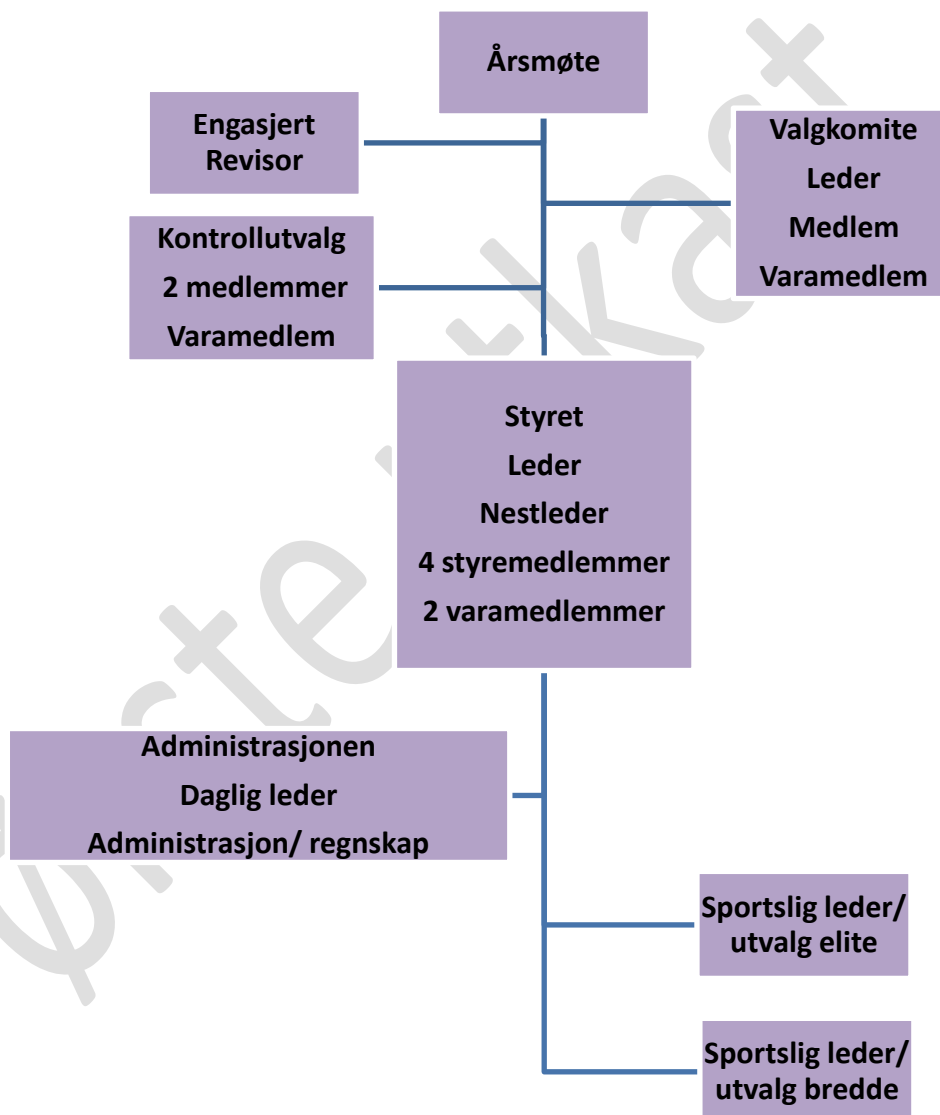 Årsmøte
Engasjert
Revisor
Valgkomite
Leder
Medlem
Varamedlem
Kontrollutvalg
2 medlemmer
Varamedlem
Styret
Leder
Nestleder
4 styremedlemmer
2 varamedlemmer
Administrasjonen
Daglig leder
Administrasjon/ regnskap
Sportslig leder/
utvalg elite
Sportslig leder/
utvalg bredde